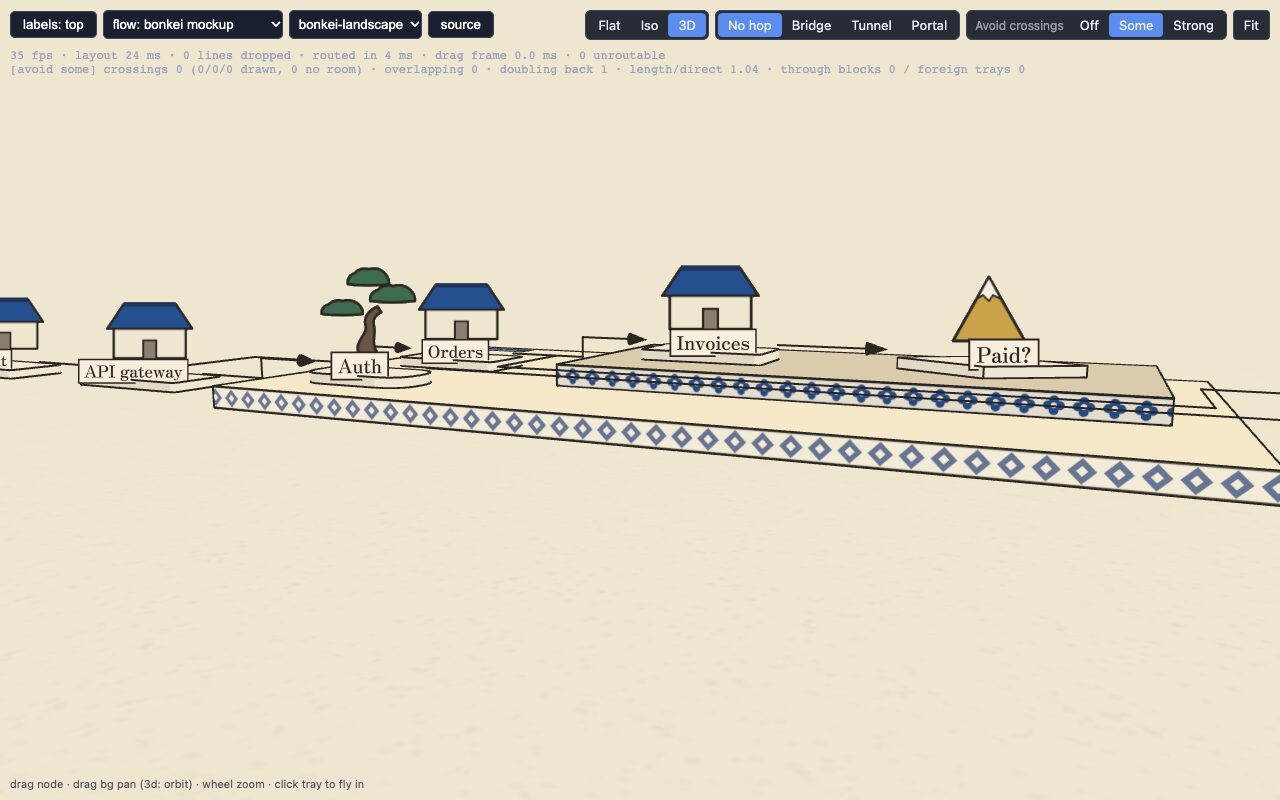 labels: top flow: bonkei mockup bonkei-landscape source Flat Iso 3D No hop Bridge Tunnel Portal Avoid crossings Off Some Strong Fit
35 fps · layout 24 ms · 0 lines dropped · routed in 4 ms · drag frame 0.0 ms · 0 unroutable
[avoid some] crossings 0 (0/0/0 drawn, 0 no room) · overlapping 0 · doubling back 1 · length/direct 1.04 · through blocks 0 / foreign trays 0
t
API gateway
Auth
Orders
Invoices
Paid?
drag node · drag bg pan (3d: orbit) · wheel zoom · click tray to fly in